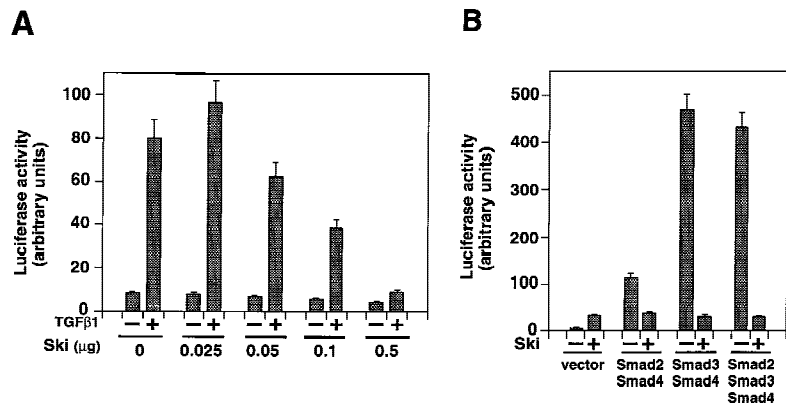 A
Luciferase activity
(arbitrary units)
100
80
60
40
20
0
TGFβ1 − + − + − + − + − +
Ski (µg) 0 0.025 0.05 0.1 0.5
B
Luciferase activity
(arbitrary units)
500
400
300
200
100
0
Ski − + − + − + − +
vector Smad2 Smad3 Smad2
Smad4 Smad4 Smad3
Smad4